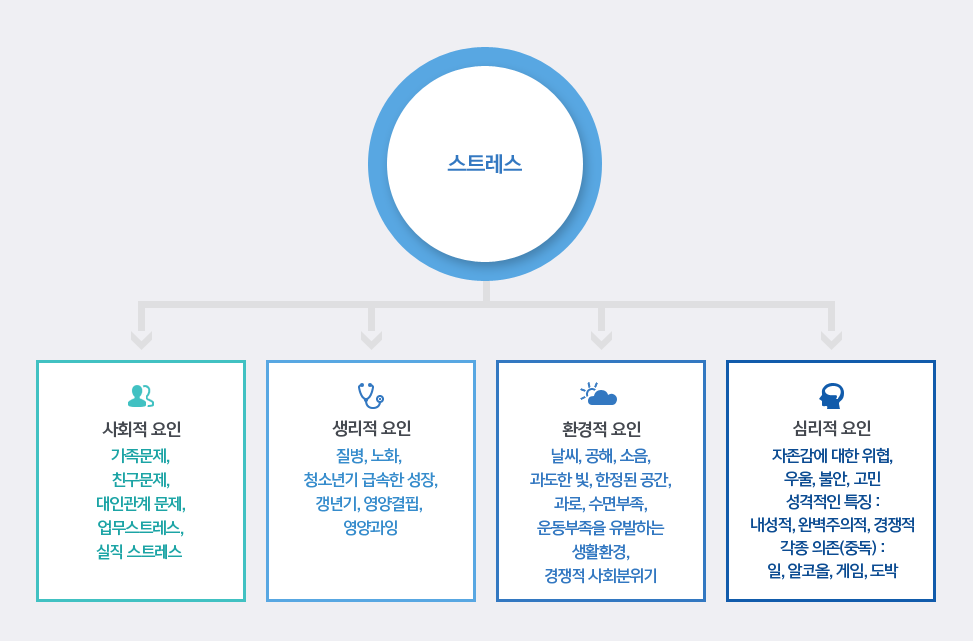 스트레스
사회적 요인
가족문제,
친구문제,
대인관계 문제,
업무스트레스,
실직 스트레스
생리적 요인
질병, 노화,
청소년기 급속한 성장,
갱년기, 영양결핍,
영양과잉
환경적 요인
날씨, 공해, 소음,
과도한 빛, 한정된 공간,
과로, 수면부족,
운동부족을 유발하는
생활환경,
경쟁적 사회분위기
심리적 요인
자존감에 대한 위협,
우울, 불안, 고민
성격적인 특징 :
내성적, 완벽주의적, 경쟁적
각종 의존(중독) :
일, 알코올, 게임, 도박